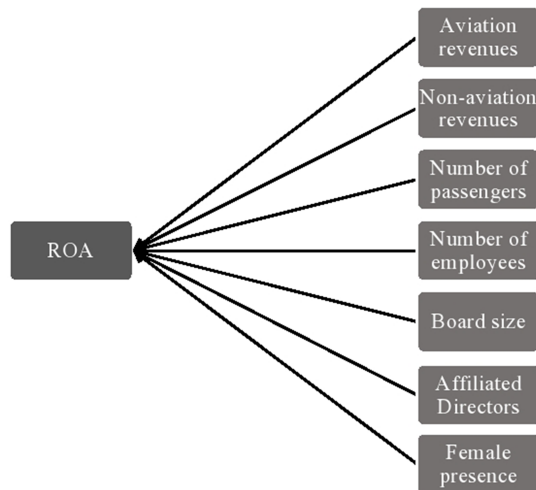 Aviation
revenues
Non-aviation
revenues
Number of
passengers
ROA
Number of
employees
Board size
Affiliated
Directors
Female
presence